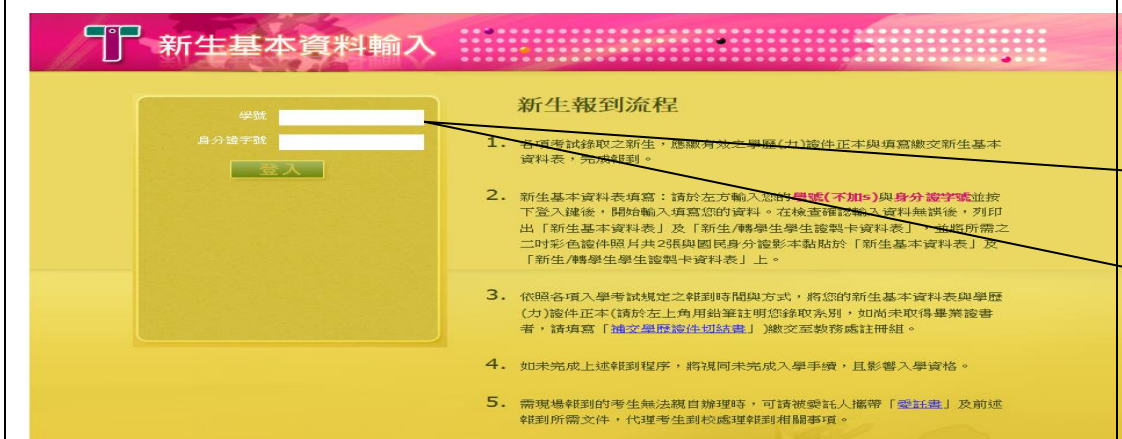 新生基本資料輸入
學號
身分證字號
登入
新生報到流程
1. 各項考試錄取之新生，應繳有效之學歷(力)證件正本與填寫繳交新生基本
資料表，完成報到。
2. 新生基本資料表填寫：請於左方輸入您的學號(不加s)與身分證字號並按
下登入鍵後，開始輸入填寫您的資料。在檢查確認輸入資料無誤後，列印
出「新生基本資料表」及「新生/轉學生學生證製卡資料表」，並將所需之
二吋彩色證件照片共2張與國民身分證影本黏貼於「新生基本資料表」及
「新生/轉學生學生證製卡資料表」上。
3. 依照各項入學考試規定之報到時間與方式，將您的新生基本資料表與學歷
(力)證件正本(請於左上角用鉛筆註明您錄取系別，如尚未取得畢業證書
者，請填寫「補交學歷證件切結書」)繳交至教務處註冊組。
4. 如未完成上述報到程序，將視同未完成入學手續，且影響入學資格。
5. 需現場報到的考生無法親自辦理時，可請被委託人攜帶「委託書」及前述
報到所需文件，代理考生到校處理報到相關事項。